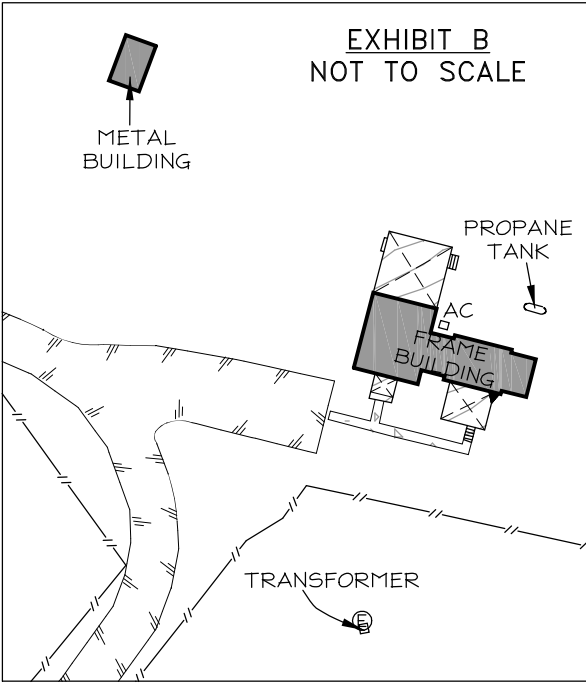 EXHIBIT B
NOT TO SCALE
METAL
BUILDING
PROPANE
TANK
AC
FRAME
BUILDING
TRANSFORMER
E